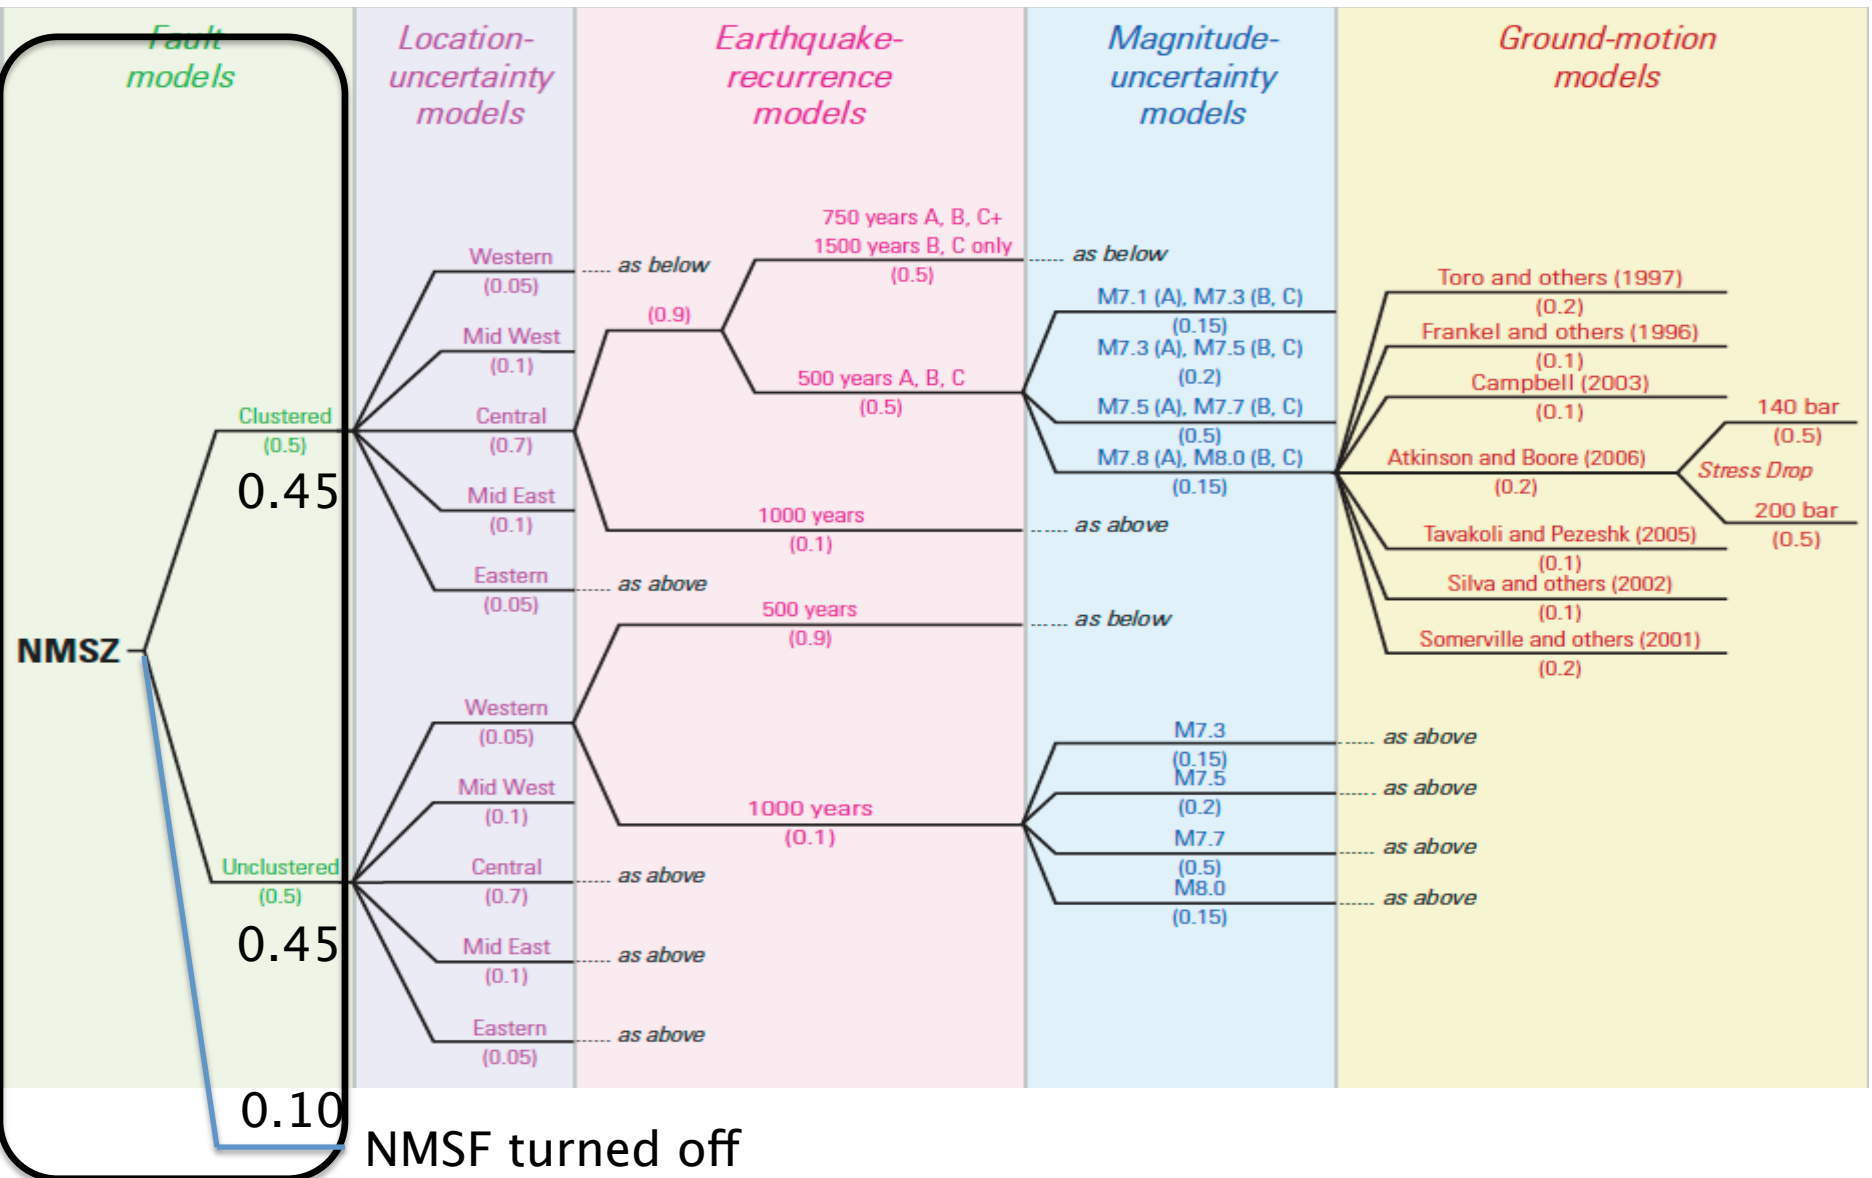 Fault
models
Location-
uncertainty
models
Earthquake-
recurrence
models
Magnitude-
uncertainty
models
Ground-motion
models
NMSZ
Clustered
(0.5)
0.45
Unclustered
(0.5)
0.45
0.10
NMSF turned off
Western
(0.05)
as below
Mid West
(0.1)
Central
(0.7)
Mid East
(0.1)
Eastern
(0.05)
as above
Western
(0.05)
Mid West
(0.1)
Central
(0.7)
as above
Mid East
(0.1)
as above
Eastern
(0.05)
as above
(0.9)
750 years A, B, C+
1500 years B, C only
(0.5)
as below
500 years A, B, C
(0.5)
1000 years
(0.1)
as above
500 years
(0.9)
as below
1000 years
(0.1)
M7.1 (A), M7.3 (B, C)
(0.15)
M7.3 (A), M7.5 (B, C)
(0.2)
M7.5 (A), M7.7 (B, C)
(0.5)
M7.8 (A), M8.0 (B, C)
(0.15)
M7.3
(0.15)
as above
M7.5
(0.2)
as above
M7.7
(0.5)
as above
M8.0
(0.15)
as above
Toro and others (1997)
(0.2)
Frankel and others (1996)
(0.1)
Campbell (2003)
(0.1)
Atkinson and Boore (2006)
(0.2)
140 bar
(0.5)
Stress Drop
200 bar
(0.5)
Tavakoli and Pezeshk (2005)
(0.1)
Silva and others (2002)
(0.1)
Somerville and others (2001)
(0.2)